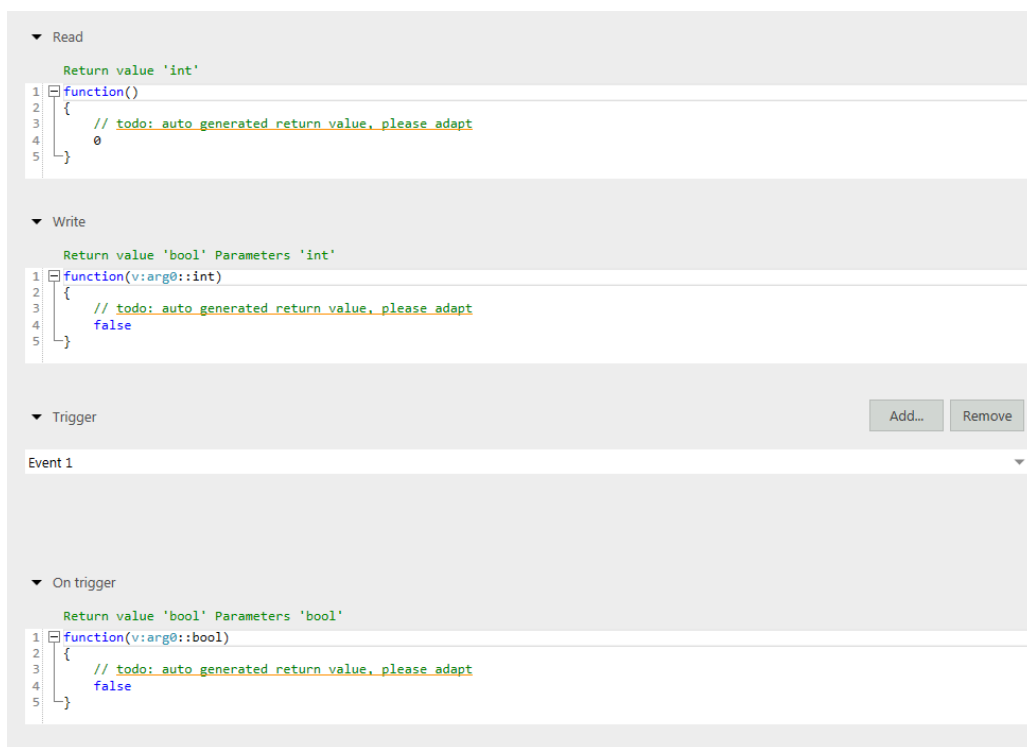 Read
Return value 'int'
1 function()
2 {
3 // todo: auto generated return value, please adapt
4 0
5 }
Write
Return value 'bool' Parameters 'int'
1 function(v:arg0::int)
2 {
3 // todo: auto generated return value, please adapt
4 false
5 }
Trigger Add... Remove
Event 1
On trigger
Return value 'bool' Parameters 'bool'
1 function(v:arg0::bool)
2 {
3 // todo: auto generated return value, please adapt
4 false
5 }